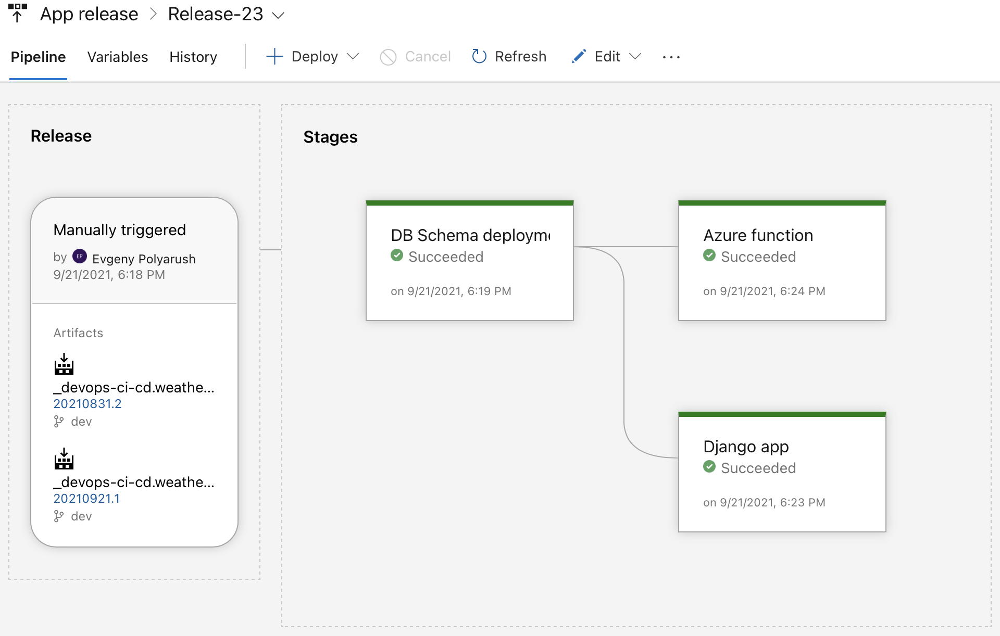 App release > Release-23
Pipeline Variables History Deploy Cancel Refresh Edit ...
Release
Manually triggered
by EP Evgeny Polyarush
9/21/2021, 6:18 PM
Artifacts
_devops-ci-cd.weathe...
20210831.2
dev
_devops-ci-cd.weathe...
20210921.1
dev
Stages
DB Schema deployme
Succeeded
on 9/21/2021, 6:19 PM
Azure function
Succeeded
on 9/21/2021, 6:24 PM
Django app
Succeeded
on 9/21/2021, 6:23 PM